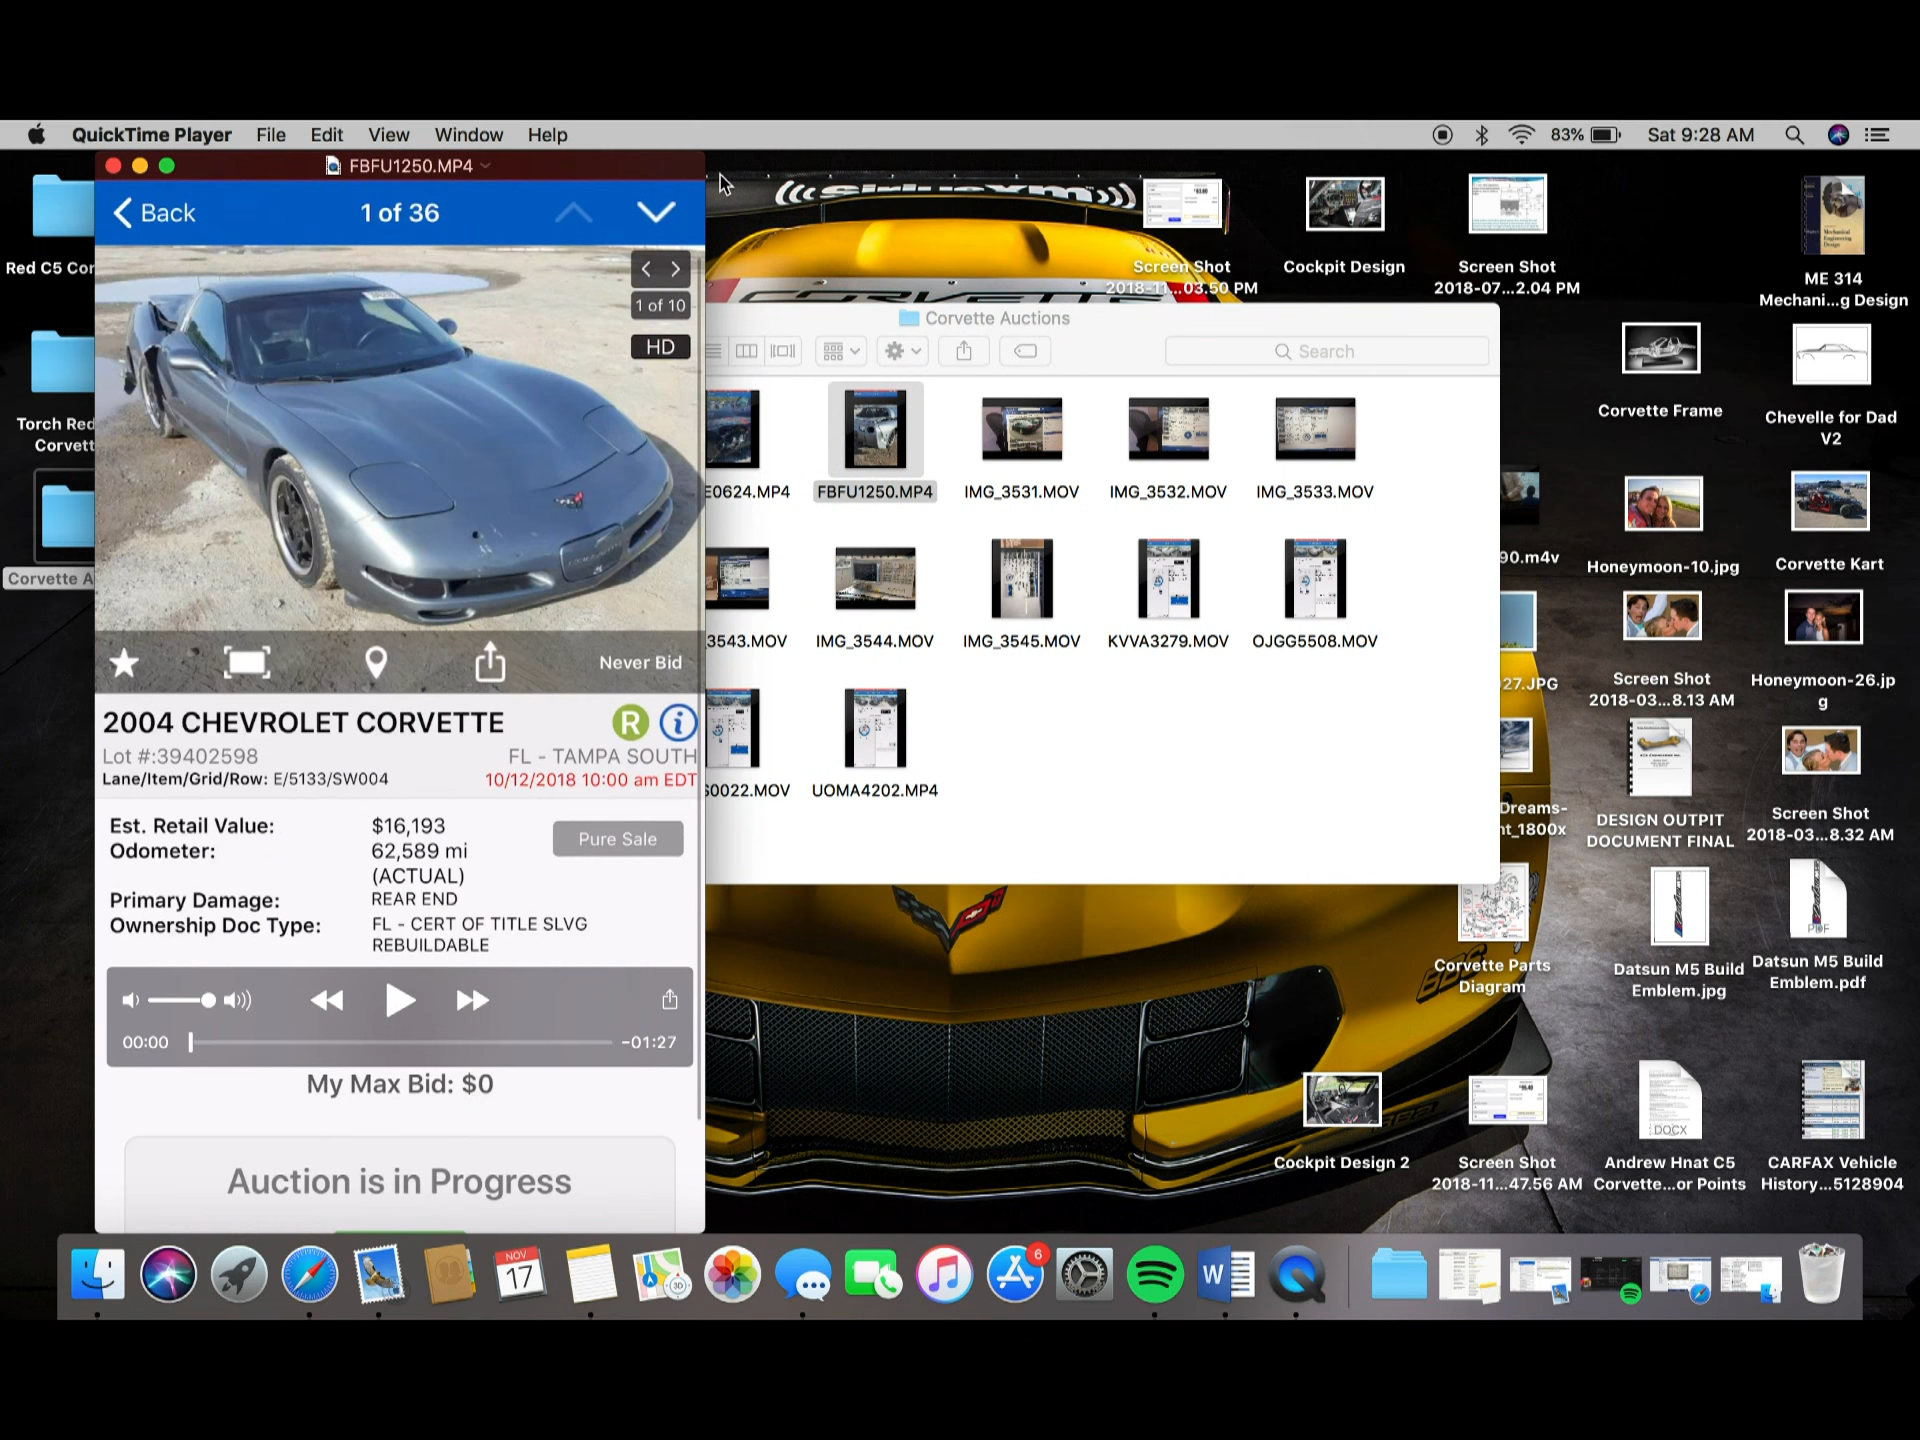 QuickTime Player File Edit View Window Help
83% Sat 9:28 AM
FBFU1250.MP4
Back
1 of 36
1 of 10
HD
Never Bid
2004 CHEVROLET CORVETTE
R i
Lot #:39402598
FL - TAMPA SOUTH
Lane/Item/Grid/Row: E/5133/SW004
10/12/2018 10:00 am EDT
Est. Retail Value: $16,193
Odometer: 62,589 mi
(ACTUAL)
Pure Sale
Primary Damage: REAR END
Ownership Doc Type: FL - CERT OF TITLE SLVG
REBUILDABLE
00:00
-01:27
My Max Bid: $0
Auction is in Progress
Red C5 Cor
Torch Red
Corvett
Corvette A
Corvette Auctions
Search
E0624.MP4
FBFU1250.MP4
IMG_3531.MOV
IMG_3532.MOV
IMG_3533.MOV
3543.MOV
IMG_3544.MOV
IMG_3545.MOV
KVVA3279.MOV
OJGG5508.MOV
0022.MOV
UOMA4202.MP4
SiriusXM
CORVETTE
Screen Shot
2018-11...03.50 PM
Cockpit Design
Screen Shot
2018-07...2.04 PM
ME 314
Mechani...g Design
Corvette Frame
Chevelle for Dad
V2
90.m4v
Honeymoon-10.jpg
Corvette Kart
27.JPG
Screen Shot
2018-03...8.13 AM
Honeymoon-26.jp
g
Dreams-
nt_1800x
DESIGN OUTPIT
DOCUMENT FINAL
Screen Shot
2018-03...8.32 AM
Corvette Parts
Diagram
Datsun M5 Build
Emblem.jpg
PDF
Datsun M5 Build
Emblem.pdf
Cockpit Design 2
Screen Shot
2018-11...47.56 AM
DOCX
Andrew Hnat C5
Corvette...or Points
CARFAX Vehicle
History...5128904
NOV
17
3D
6
W